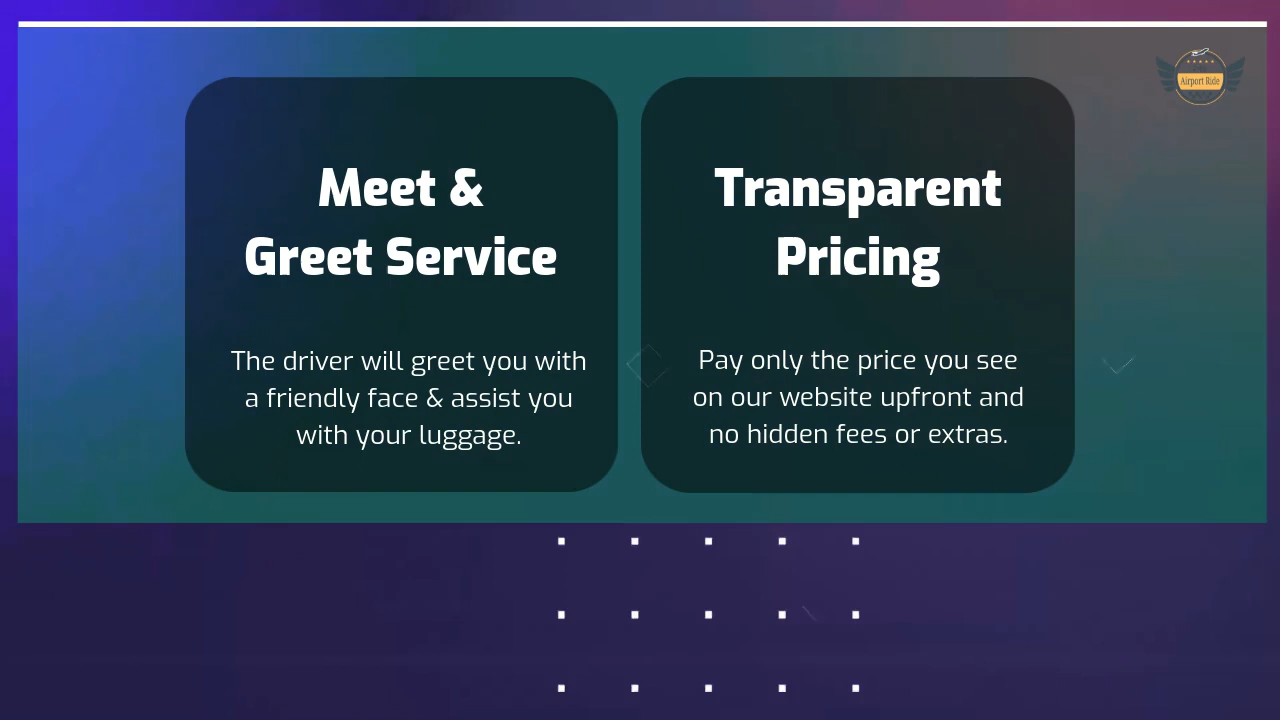 Airport Ride
Meet &
Greet Service
The driver will greet you with
a friendly face & assist you
with your luggage.
Transparent
Pricing
Pay only the price you see
on our website upfront and
no hidden fees or extras.